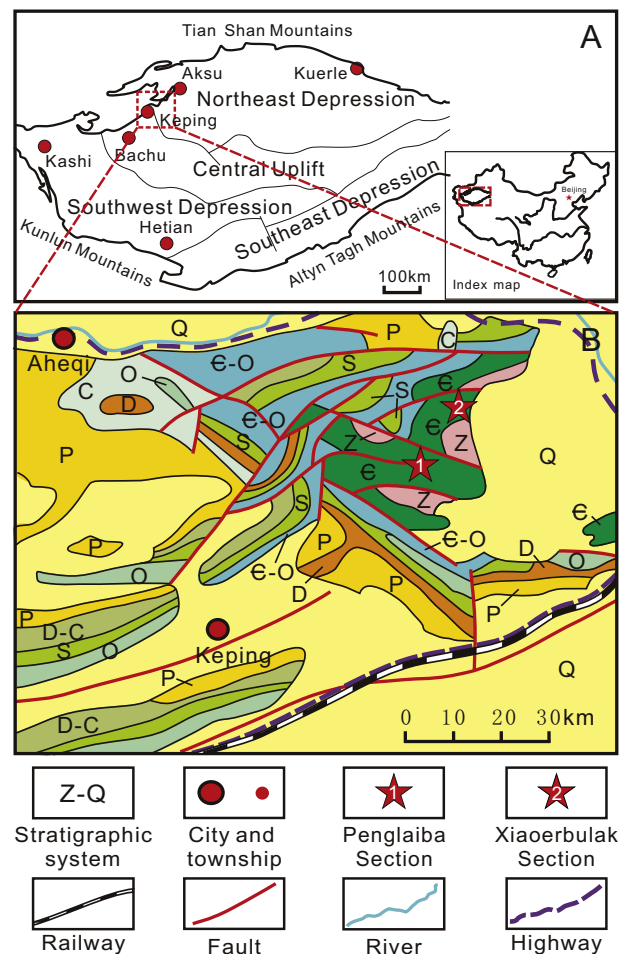 Tian Shan Mountains
A
Aksu
Kuerle
Northeast Depression
Keping
Bachu
Kashi
Central Uplift
Southwest Depression
Southeast Depression
Hetian
Kunlun Mountains
Altyn Tagh Mountains
100km
Beijing
Index map
Q
P
C
B
Aheqi
Є-O
S
Є
O
C
D
S
Є-O
2
S
Z
Z
P
1
Q
Є
Z
S
Є
P
Є-O
D
O
P
O
Є-O
D
P
P
P
D-C
S
O
Keping
Q
P
D-C
0 10 20 30km
Z-Q
1
2
Stratigraphic
system
City and
township
Penglaiba
Section
Xiaoerbulak
Section
Railway
Fault
River
Highway